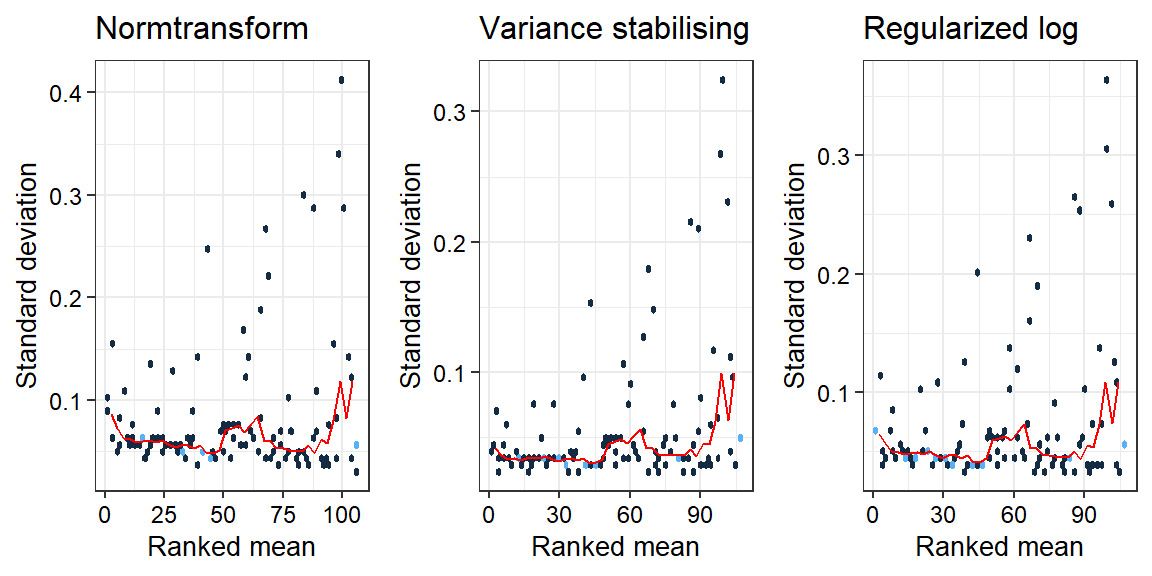 Normtransform
Standard deviation
0.4
0.3
0.2
0.1
0 25 50 75 100
Ranked mean
Variance stabilising
Standard deviation
0.3
0.2
0.1
0 30 60 90
Ranked mean
Regularized log
Standard deviation
0.3
0.2
0.1
0 30 60 90
Ranked mean